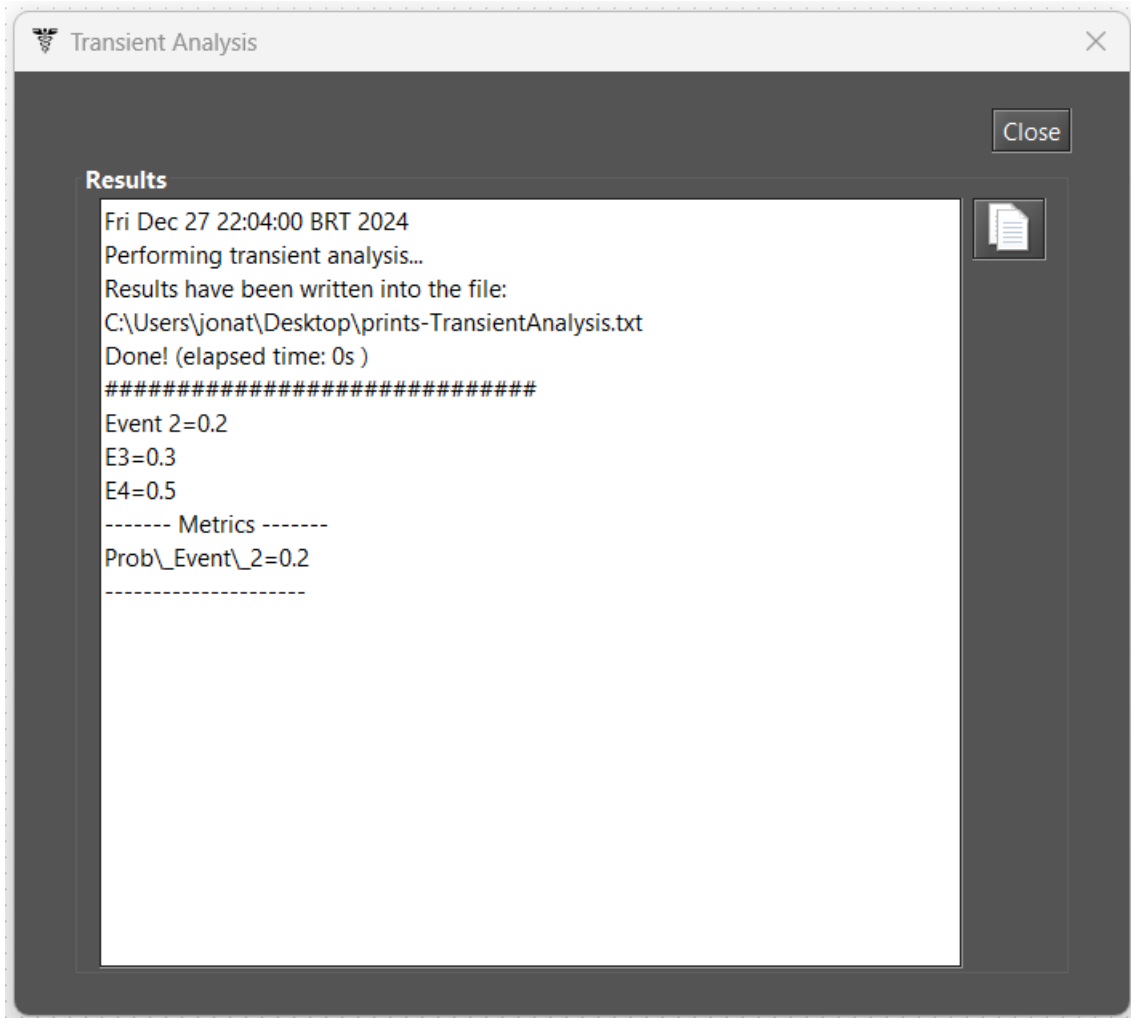 Transient Analysis
Close
Results
Fri Dec 27 22:04:00 BRT 2024
Performing transient analysis...
Results have been written into the file:
C:\Users\jonat\Desktop\prints-TransientAnalysis.txt
Done! (elapsed time: 0s )
##############################
Event 2=0.2
E3=0.3
E4=0.5
------- Metrics -------
Prob\_Event\_2=0.2
---------------------